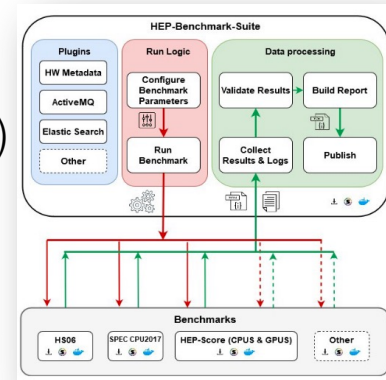 HEP-Benchmark-Suite
Plugins
HW Metadata
ActiveMQ
Elastic Search
Other
Run Logic
Configure
Benchmark
Parameters
Run
Benchmark
Data processing
Validate Results
Build Report
Collect
Results & Logs
Publish
Benchmarks
HS06
SPEC CPU2017
HEP-Score (CPUS & GPUS)
Other